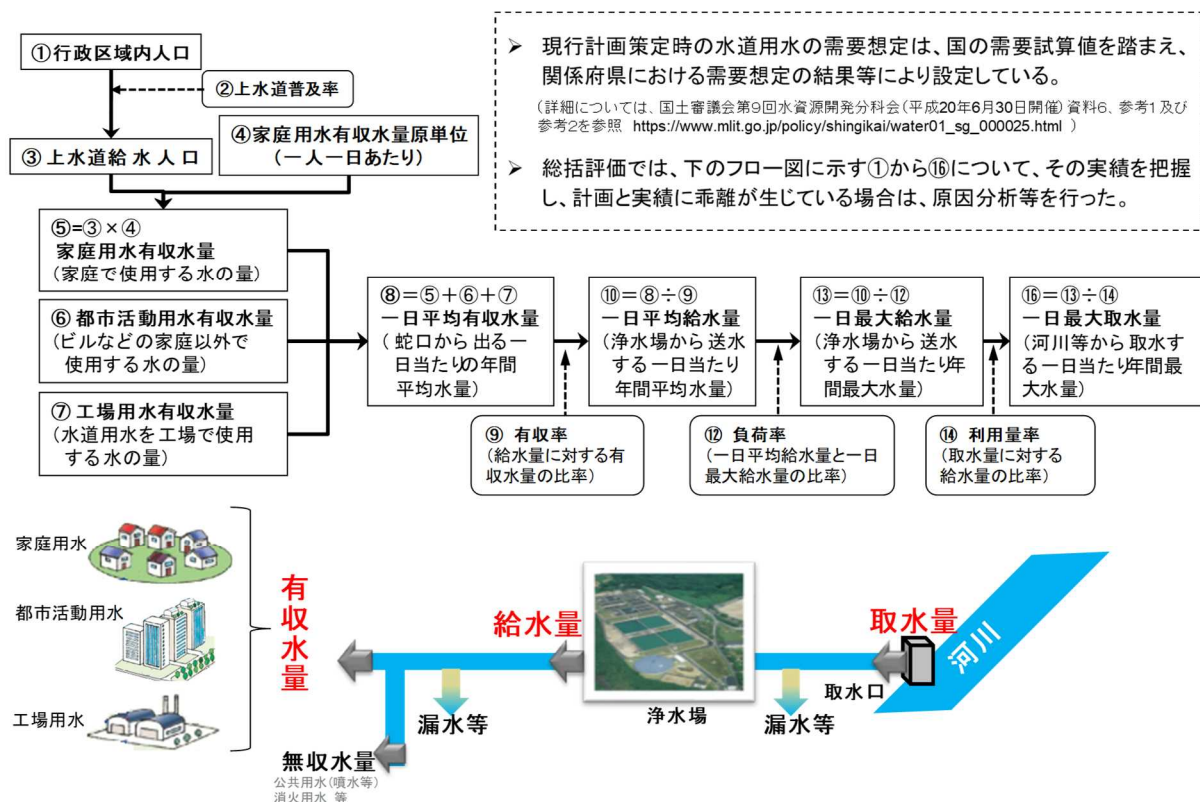 ①行政区域内人口
②上水道普及率
③上水道給水人口
④家庭用水有収水量原単位
(一人一日あたり)
➢ 現行計画策定時の水道用水の需要想定は、国の需要試算値を踏まえ、
関係府県における需要想定の結果等により設定している。
(詳細については、国土審議会第9回水資源開発分科会(平成20年6月30日開催)資料6、参考1及び
参考2を参照 https://www.mlit.go.jp/policy/shingikai/water01_sg_000025.html )
➢ 総括評価では、下のフロー図に示す①から⑯について、その実績を把握
し、計画と実績に乖離が生じている場合は、原因分析等を行った。
⑤=③×④
家庭用水有収水量
(家庭で使用する水の量)
⑥ 都市活動用水有収水量
(ビルなどの家庭以外で
使用する水の量)
⑦ 工場用水有収水量
(水道用水を工場で使用
する水の量)
⑧=⑤+⑥+⑦
一日平均有収水量
(蛇口から出る一
日当たりの年間
平均水量)
⑨ 有収率
(給水量に対する有
収水量の比率)
⑩=⑧÷⑨
一日平均給水量
(浄水場から送水
する一日当たり
年間平均水量)
⑫ 負荷率
(一日平均給水量と一日
最大給水量の比率)
⑬=⑩÷⑫
一日最大給水量
(浄水場から送水
する一日当たり年
間最大水量)
⑭ 利用量率
(取水量に対する
給水量の比率)
⑯=⑬÷⑭
一日最大取水量
(河川等から取水す
る一日当たり年間最
大水量)
家庭用水
都市活動用水
工場用水
有収水量
給水量
取水量
河川
取水口
浄水場
漏水等
漏水等
無収水量
公共用水(噴水等)
消火用水 等